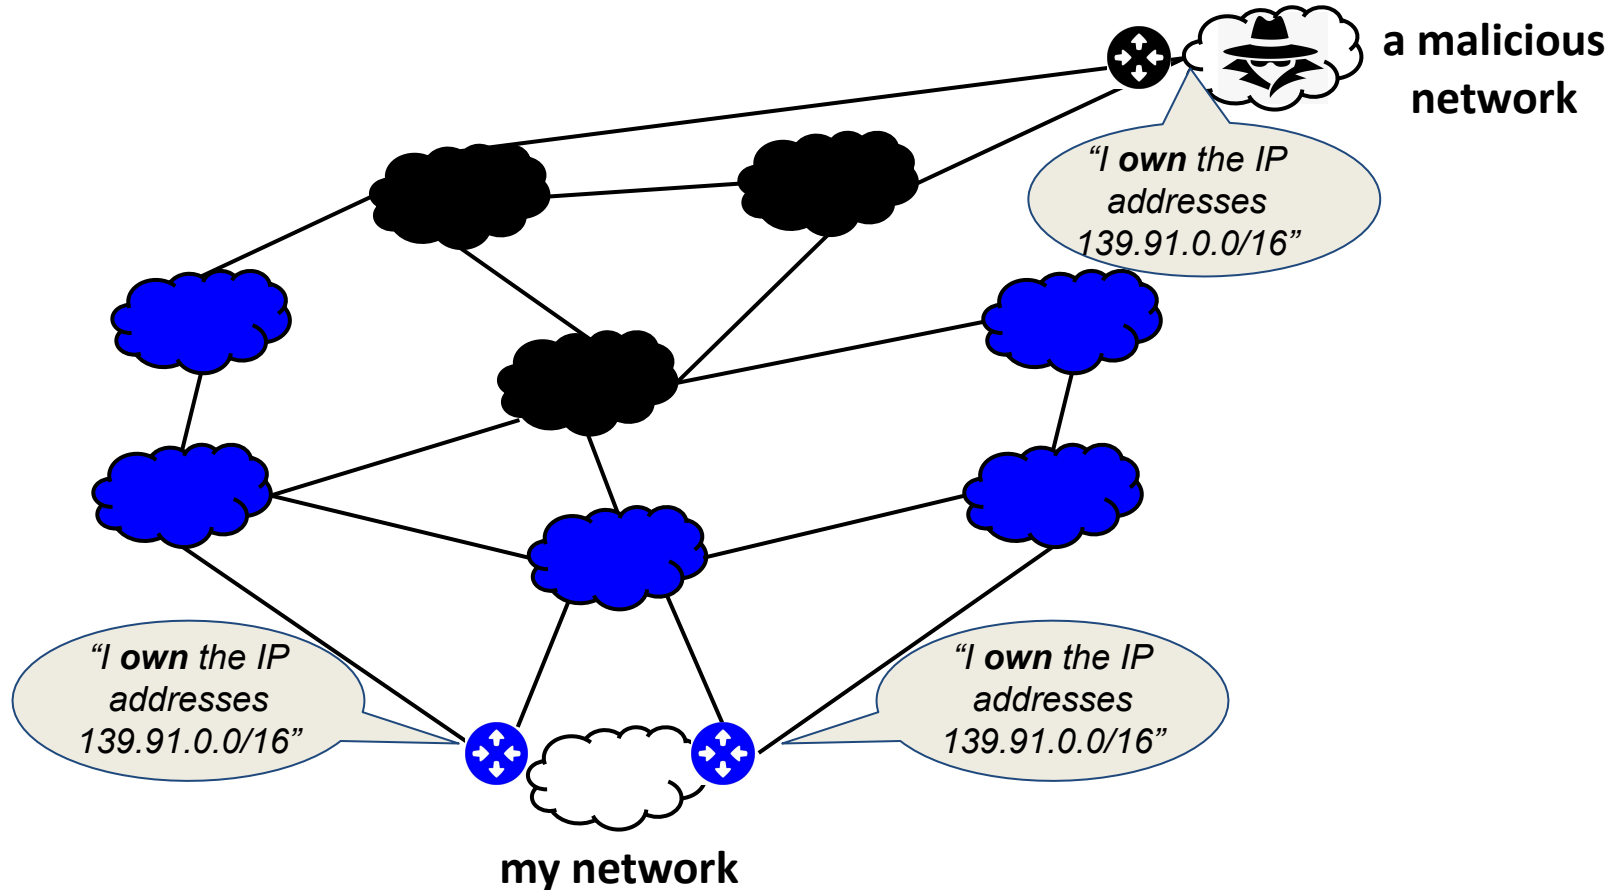 a malicious
network
“I own the IP
addresses
139.91.0.0/16”
“I own the IP
addresses
139.91.0.0/16”
“I own the IP
addresses
139.91.0.0/16”
my network